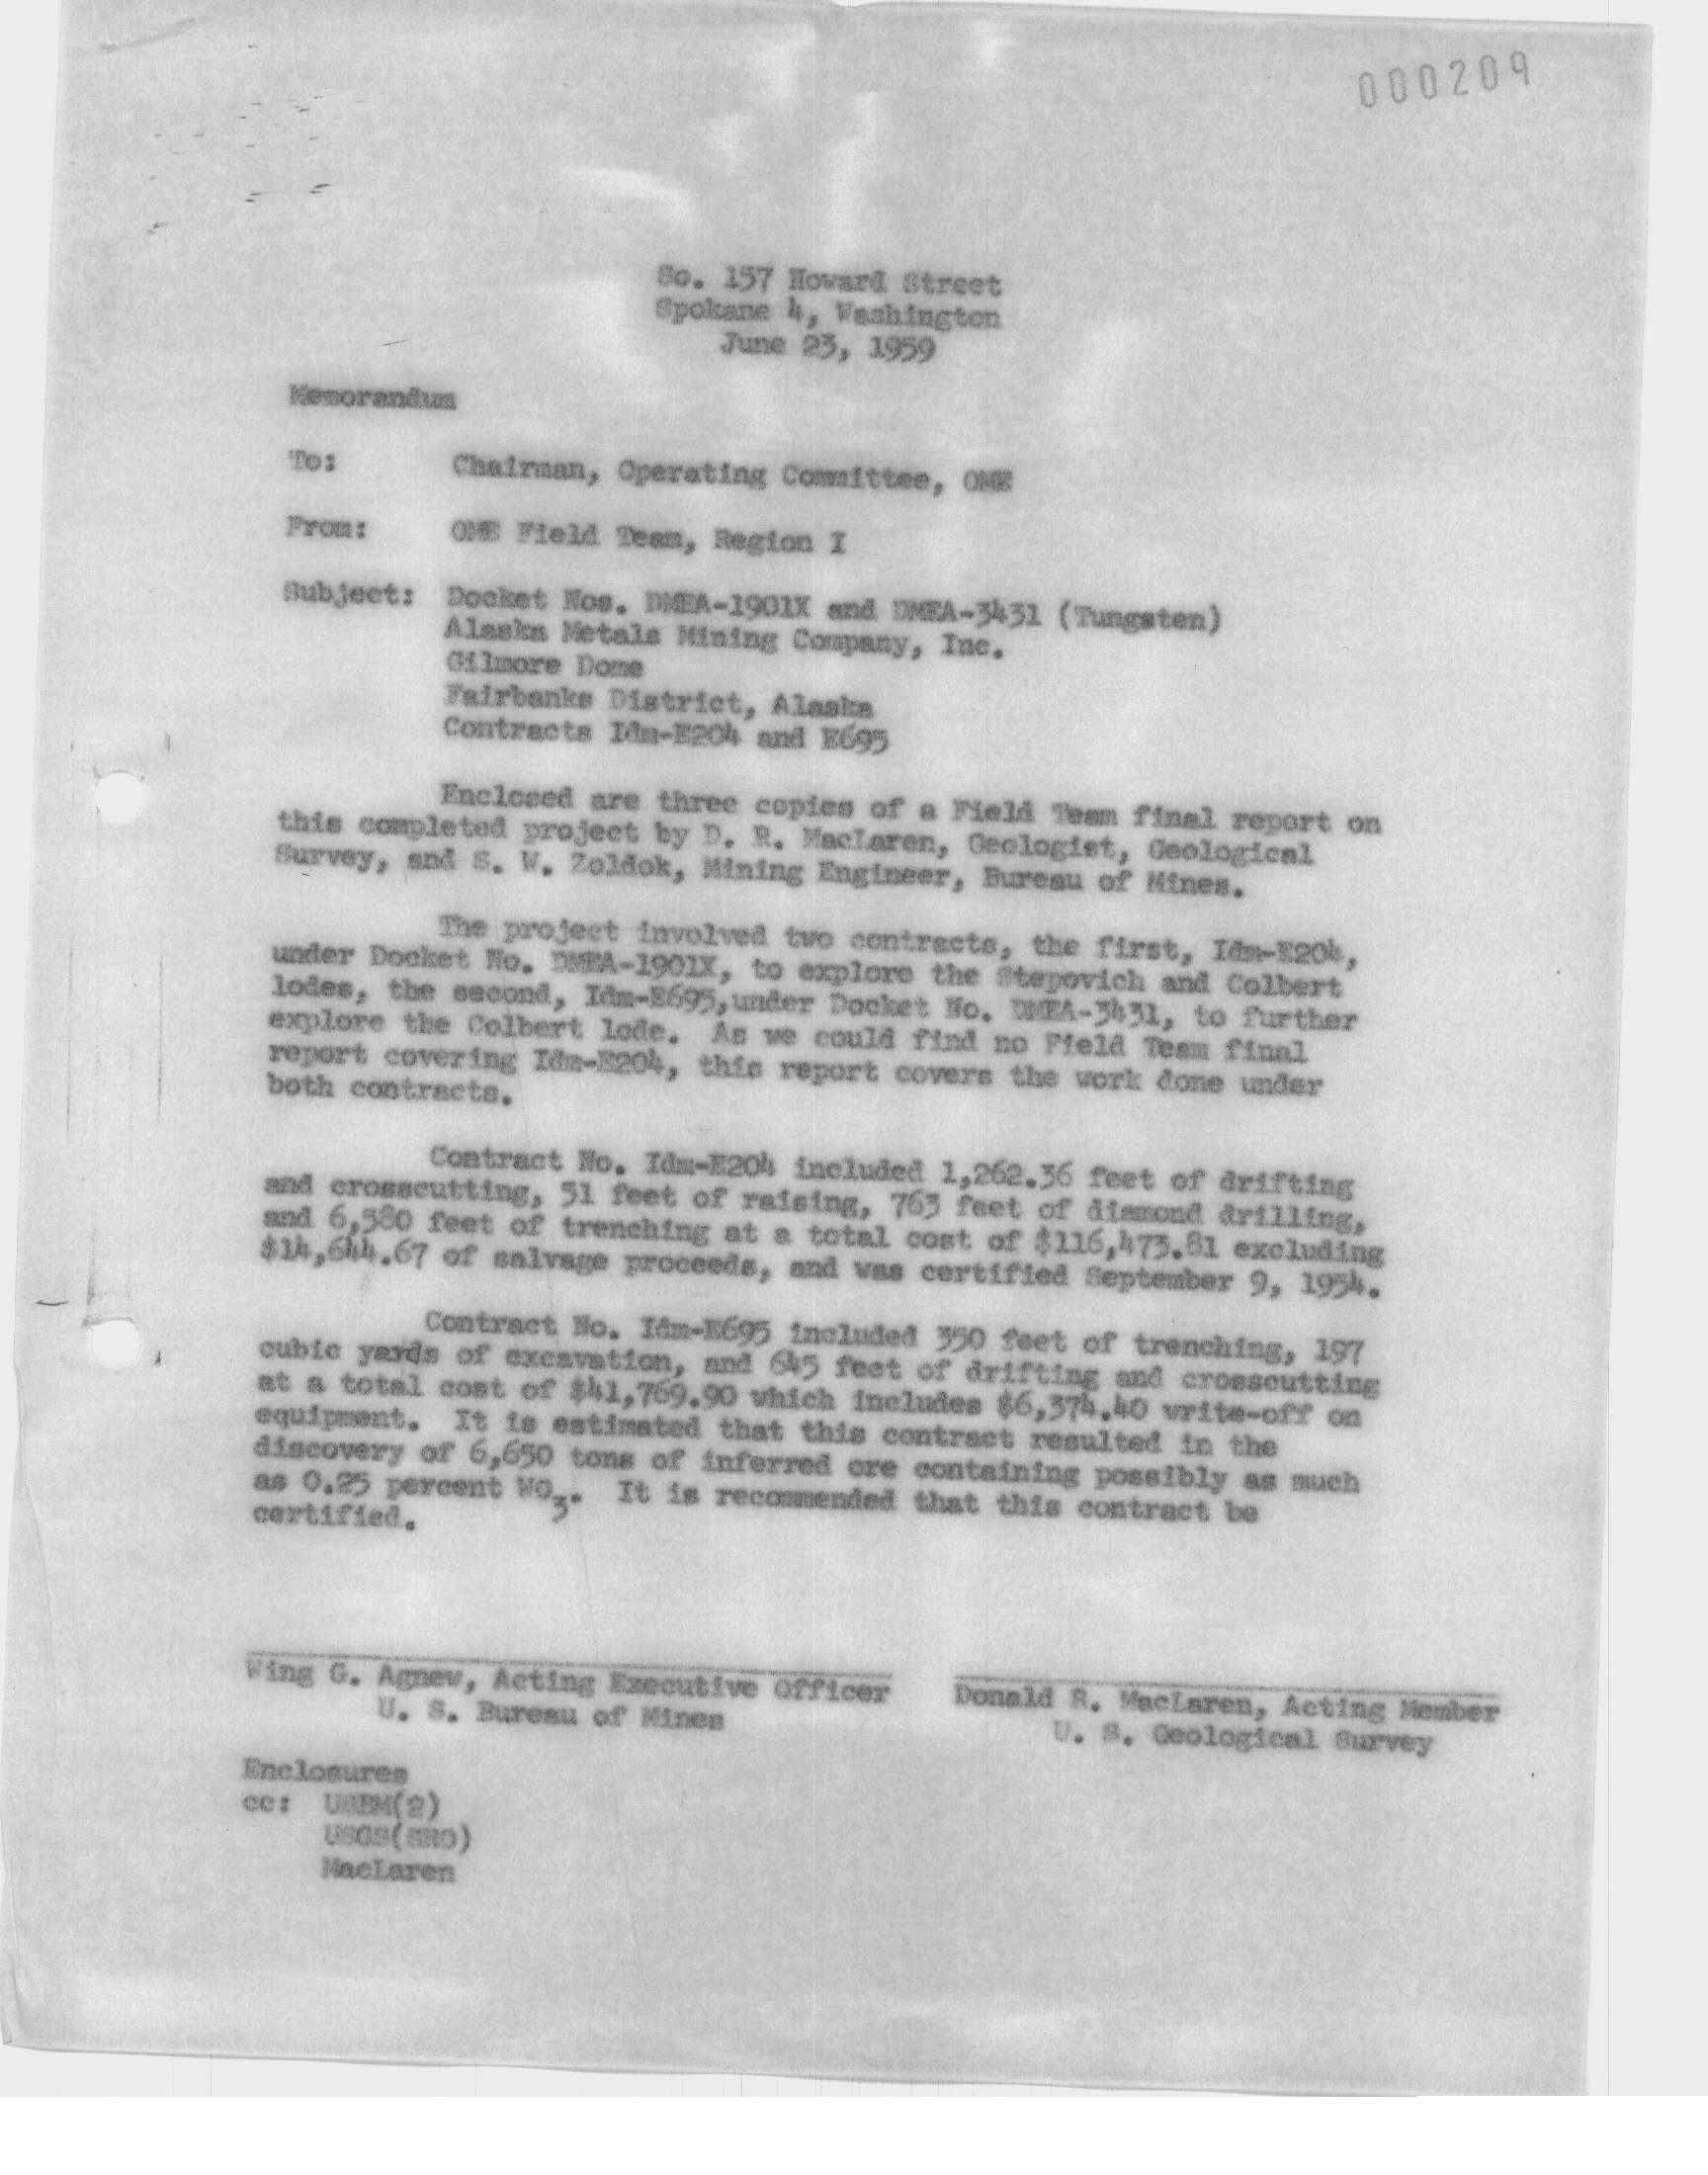 000209
So. 157 Howard Street
Spokane 4, Washington
June 23, 1959
Memorandum
To: Chairman, Operating Committee, OME
From: OME Field Team, Region I
Subject: Docket Nos. DMEA-1901X and DMEA-3431 (Tungsten)
Alaska Metals Mining Company, Inc.
Gilmore Dome
Fairbanks District, Alaska
Contracts Idm-E204 and E695
Enclosed are three copies of a Field Team final report on
this completed project by D. R. MacLaren, Geologist, Geological
Survey, and S. W. Zoldok, Mining Engineer, Bureau of Mines.
The project involved two contracts, the first, Idm-E204,
under Docket No. DMEA-1901X, to explore the Stepovich and Colbert
lodes, the second, Idm-E695,under Docket No. DMEA-3431, to further
explore the Colbert lode. As we could find no Field Team final
report covering Idm-E204, this report covers the work done under
both contracts.
Contract No. Idm-E204 included 1,262.36 feet of drifting
and crosscutting, 51 feet of raising, 763 feet of diamond drilling,
and 6,580 feet of trenching at a total cost of $116,473.81 excluding
$14,644.67 of salvage proceeds, and was certified September 9, 1954.
Contract No. Idm-E695 included 350 feet of trenching, 197
cubic yards of excavation, and 645 feet of drifting and crosscutting
at a total cost of $41,769.90 which includes $6,374.40 write-off on
equipment. It is estimated that this contract resulted in the
discovery of 6,650 tons of inferred ore containing possibly as much
as 0.25 percent WO3. It is recommended that this contract be
certified.
Wing G. Agnew, Acting Executive Officer
U. S. Bureau of Mines
Donald R. MacLaren, Acting Member
U. S. Geological Survey
Enclosures
cc: USBM(2)
USGS(SRO)
MacLaren